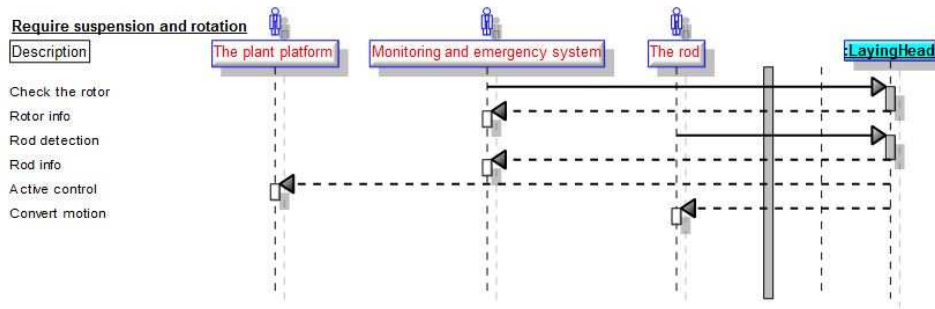 Require suspension and rotation
Description
The plant platform
Monitoring and emergency system
The rod
:LayingHead
Check the rotor
Rotor info
Rod detection
Rod info
Active control
Convert motion